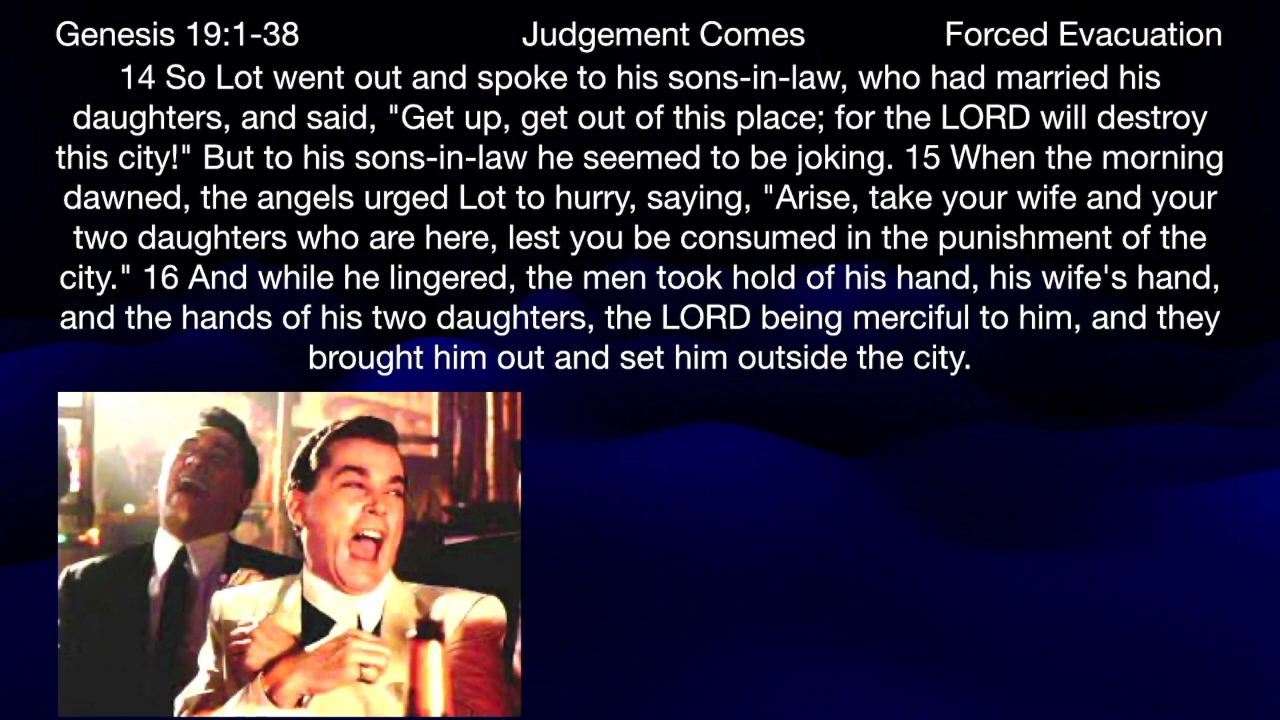 Genesis 19:1-38 Judgement Comes Forced Evacuation
14 So Lot went out and spoke to his sons-in-law, who had married his
daughters, and said, "Get up, get out of this place; for the LORD will destroy
this city!" But to his sons-in-law he seemed to be joking. 15 When the morning
dawned, the angels urged Lot to hurry, saying, "Arise, take your wife and your
two daughters who are here, lest you be consumed in the punishment of the
city." 16 And while he lingered, the men took hold of his hand, his wife's hand,
and the hands of his two daughters, the LORD being merciful to him, and they
brought him out and set him outside the city.